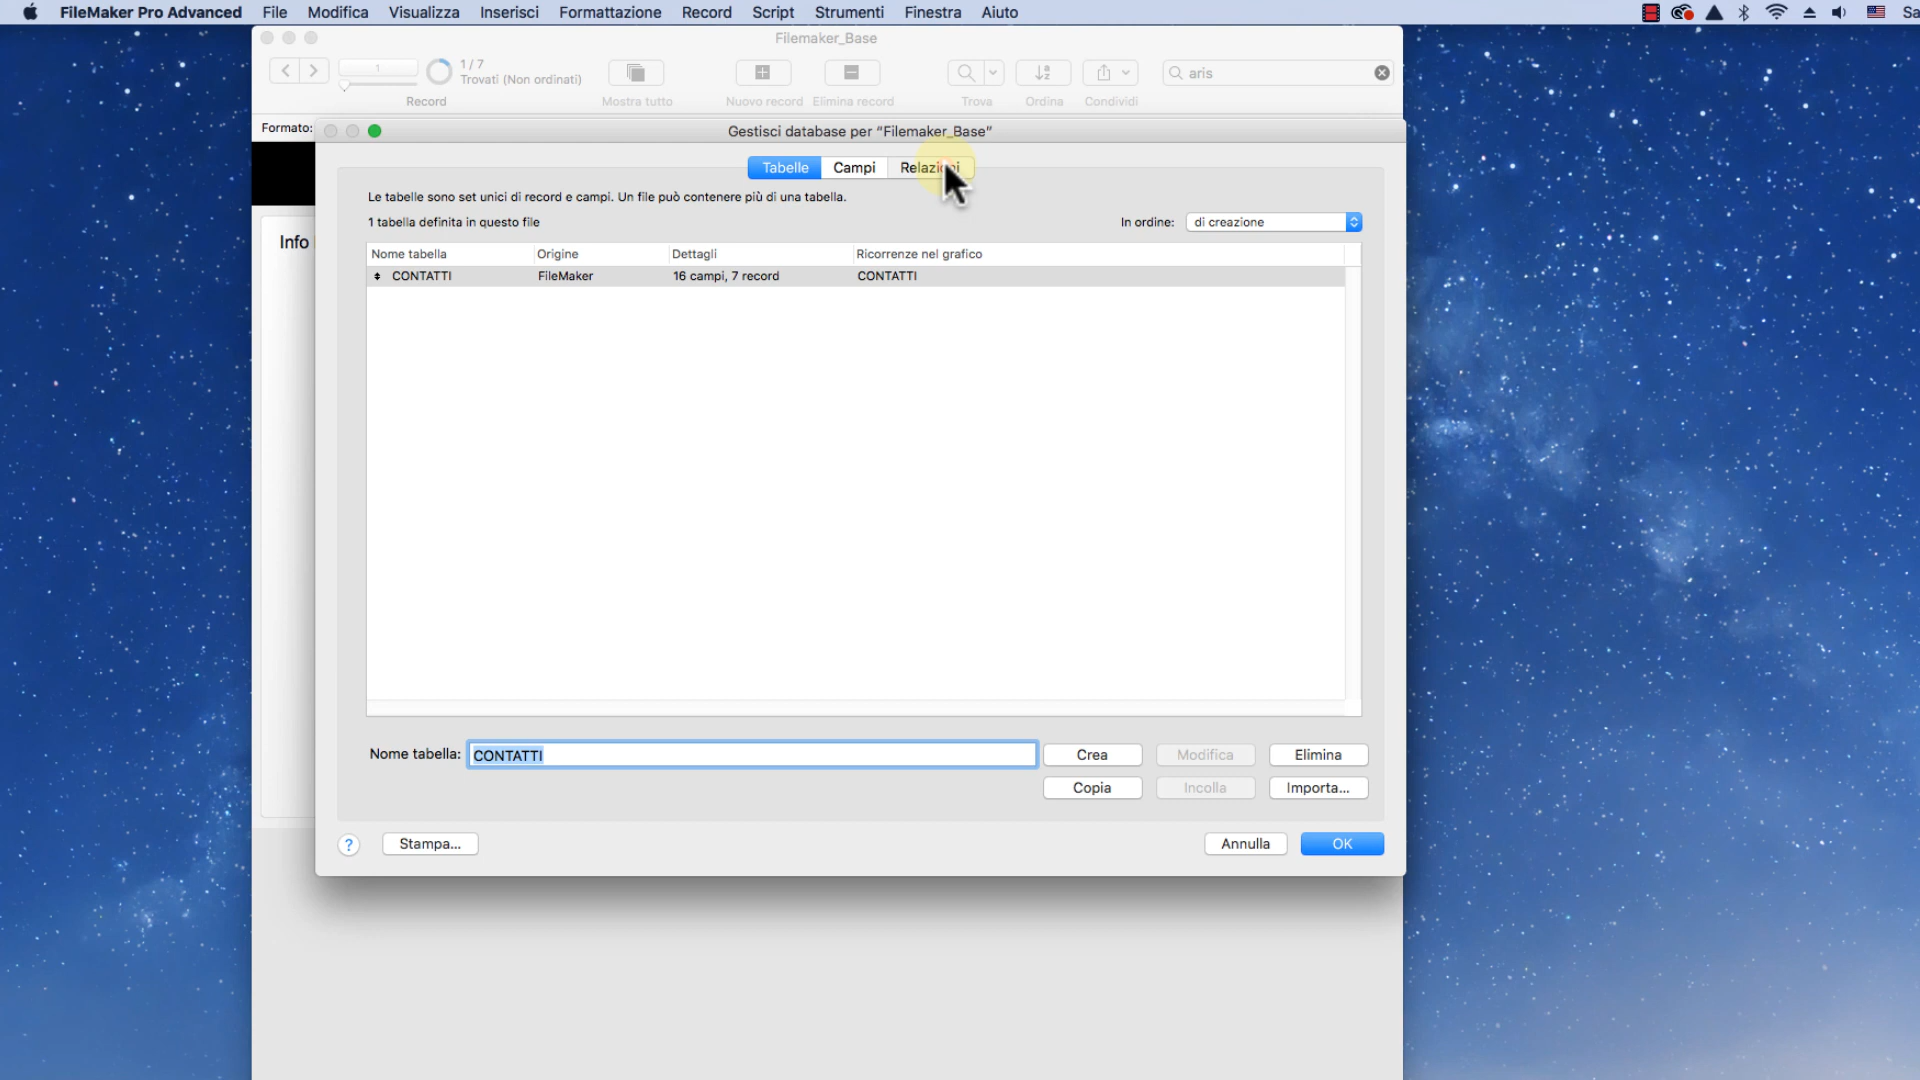 FileMaker Pro Advanced File Modifica Visualizza Inserisci Formattazione Record Script Strumenti Finestra Aiuto Sa
Filemaker_Base
1
1 / 7
Trovati (Non ordinati)
aris
Record Mostra tutto Nuovo record Elimina record Trova Ordina Condividi
Formato:
Gestisci database per “Filemaker_Base”
Tabelle Campi Relazioni
Le tabelle sono set unici di record e campi. Un file può contenere più di una tabella.
1 tabella definita in questo file
In ordine: di creazione
Info
Nome tabella Origine Dettagli Ricorrenze nel grafico
CONTATTI FileMaker 16 campi, 7 record CONTATTI
Nome tabella: CONTATTI Crea Modifica Elimina
Copia Incolla Importa...
? Stampa... Annulla OK